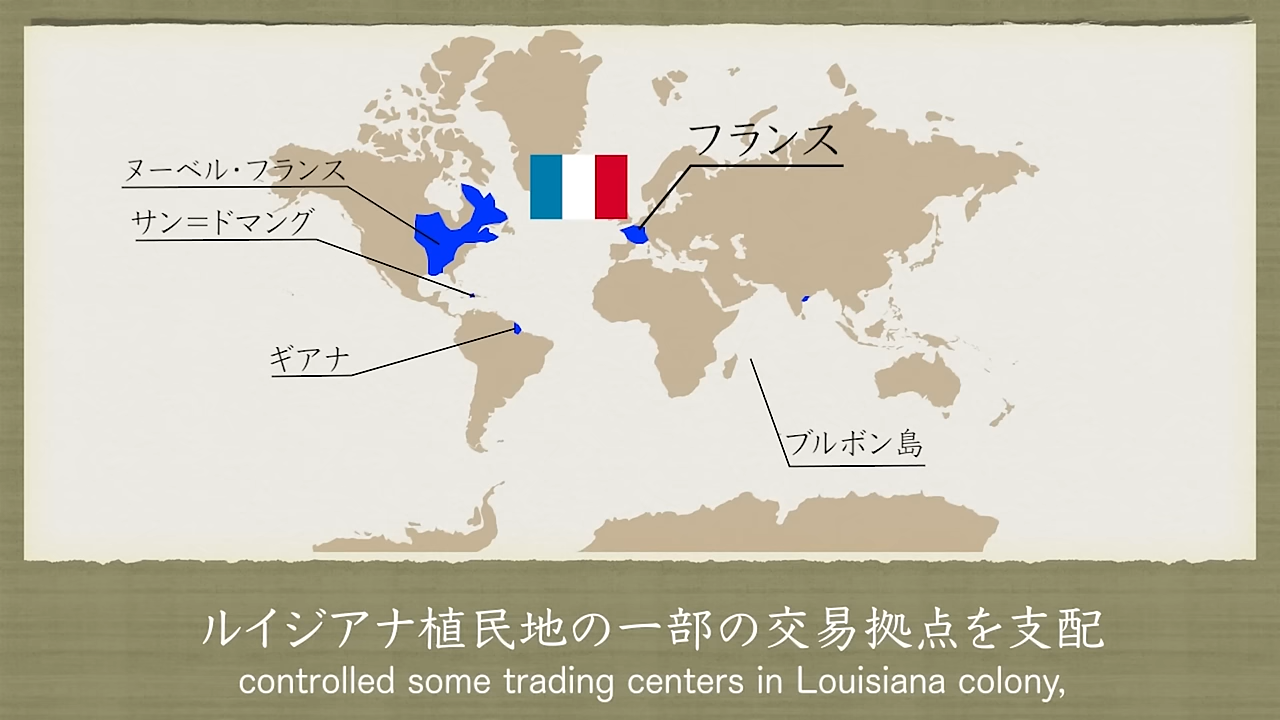 フランス
ヌーベル・フランス
サン=ドマング
ギアナ
ブルボン島
ルイジアナ植民地の一部の交易拠点を支配
controlled some trading centers in Louisiana colony,